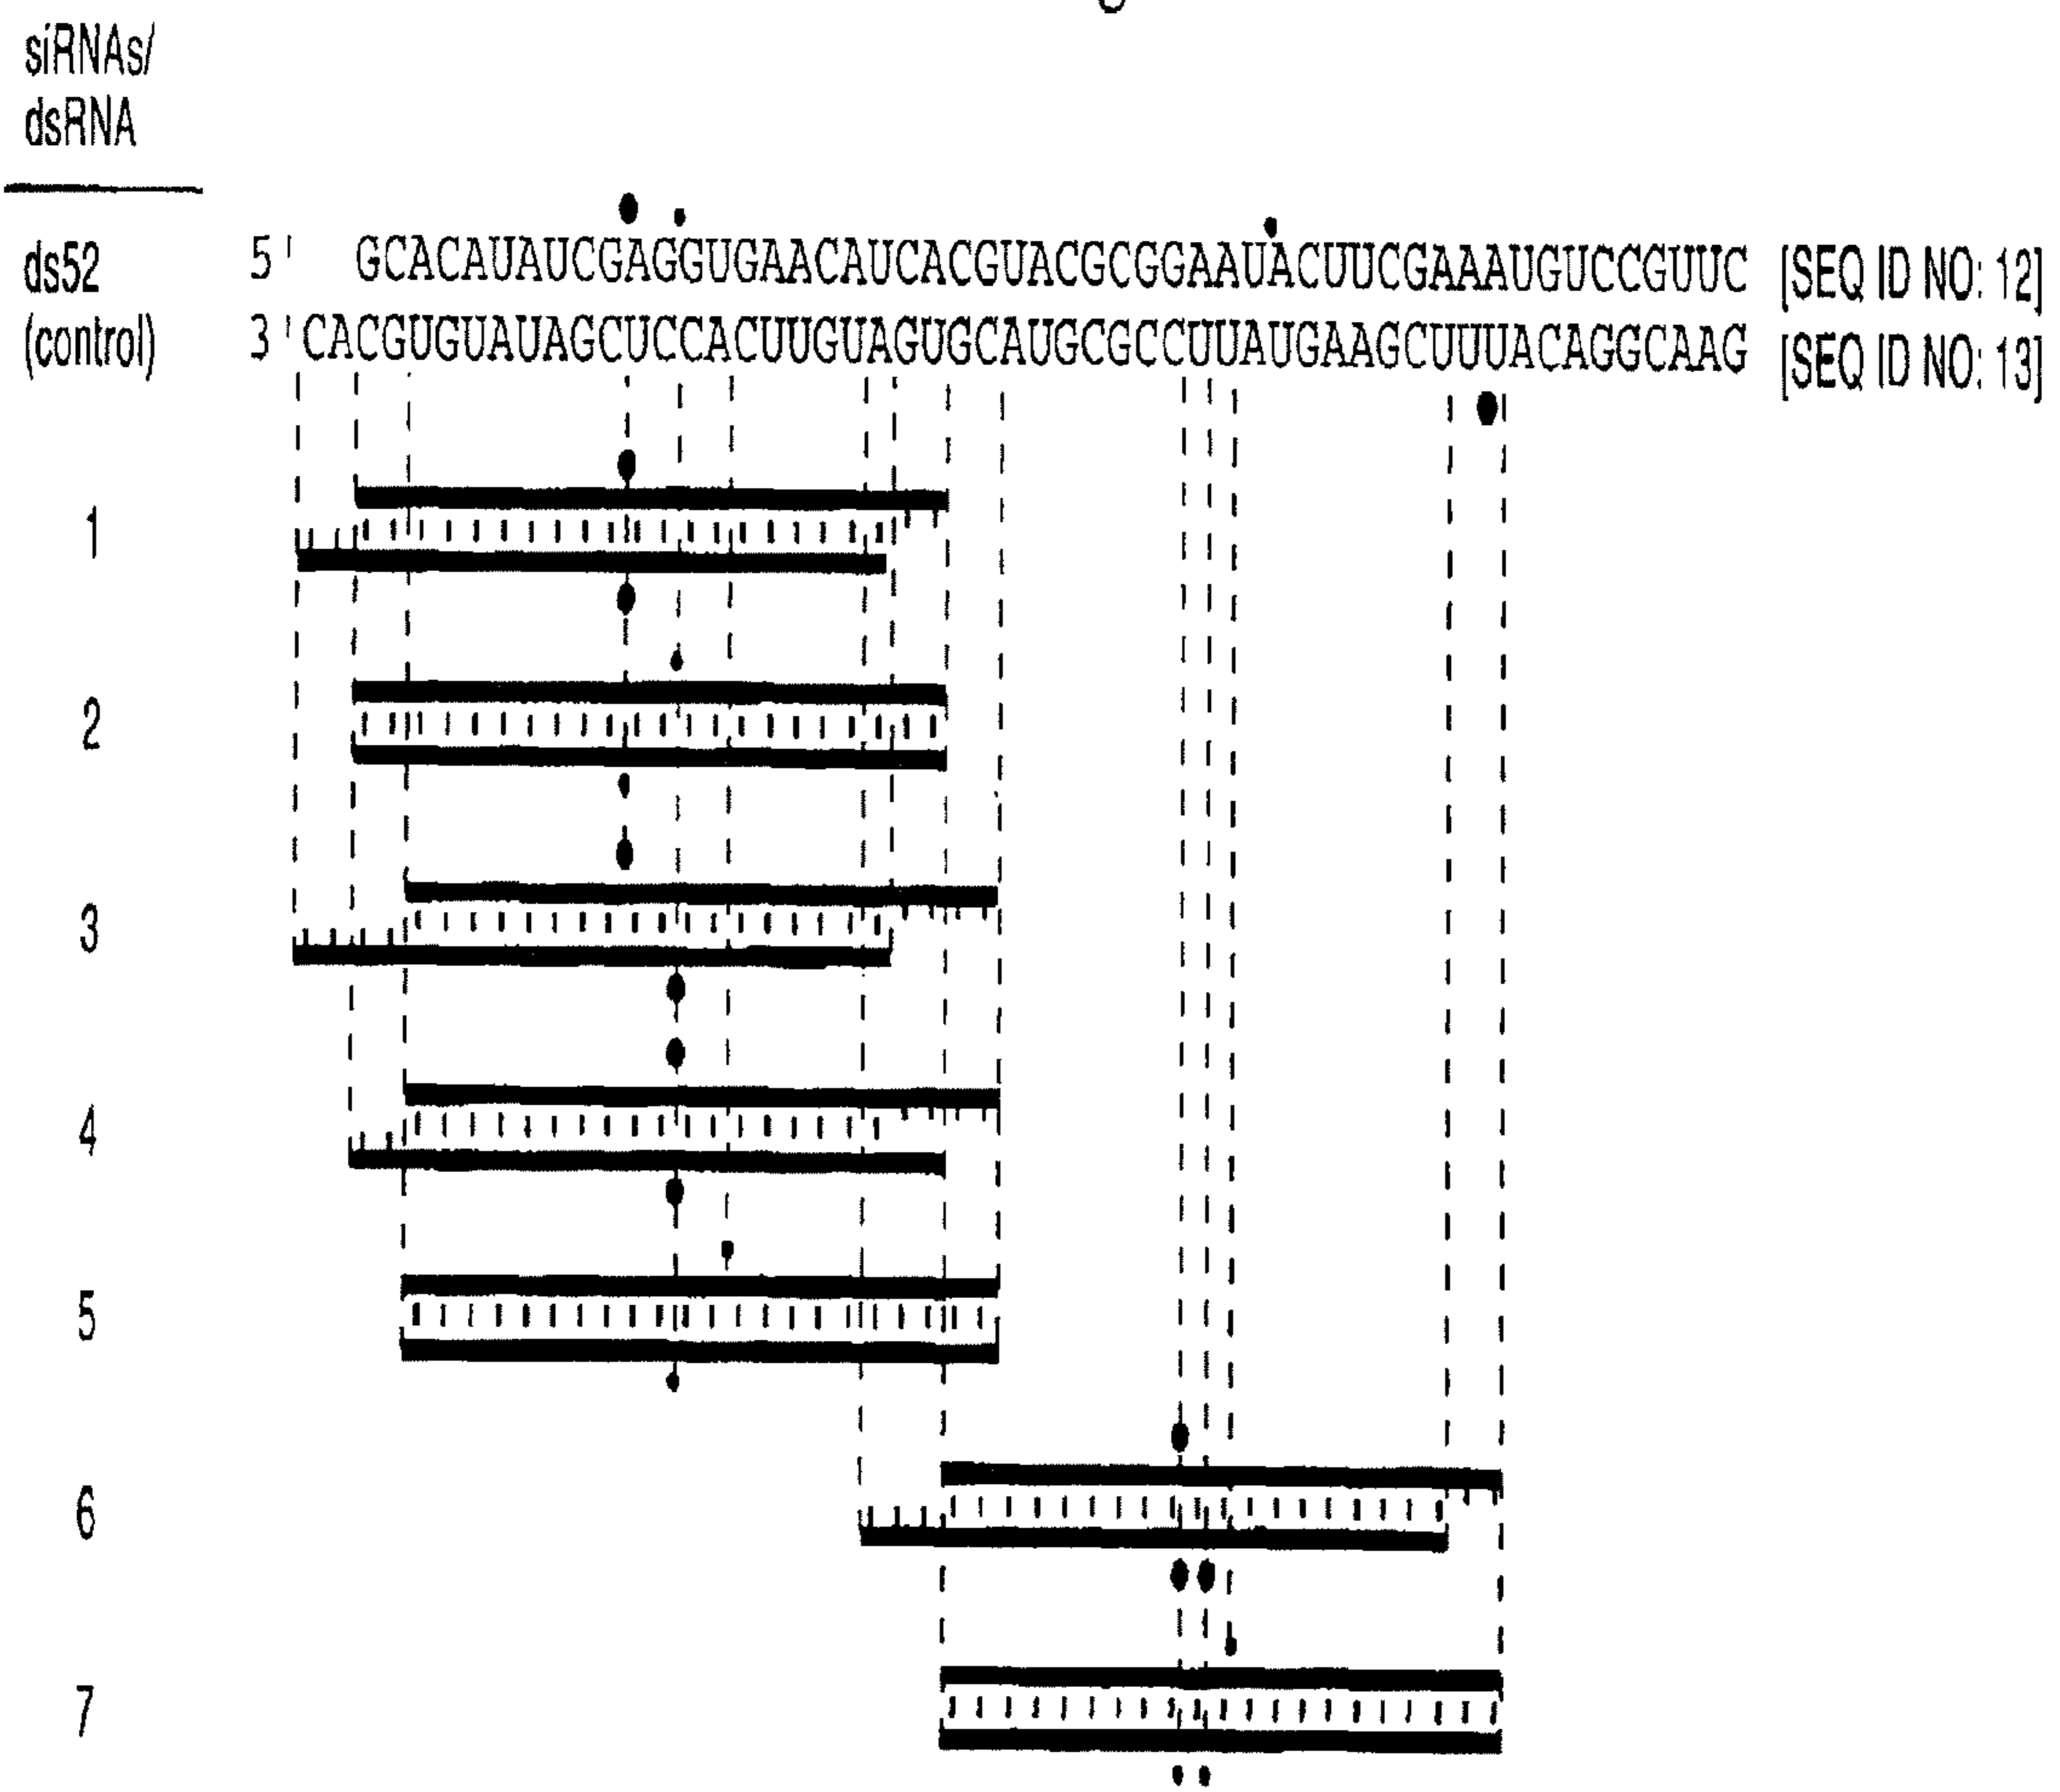 siRNAs/
dsRNA
ds52 5' GCACAUAUCGAGGUGAACAUCACGUACGCGGAAUACUUCGAAAUGUCCGUUC [SEQ ID NO: 12]
(control) 3'CACGUGUAUAGCUCCACUUGUAGUGCAUGCGCCUUAUGAAGCUUUACAGGCAAG [SEQ ID NO: 13]
1
2
3
4
5
6
7